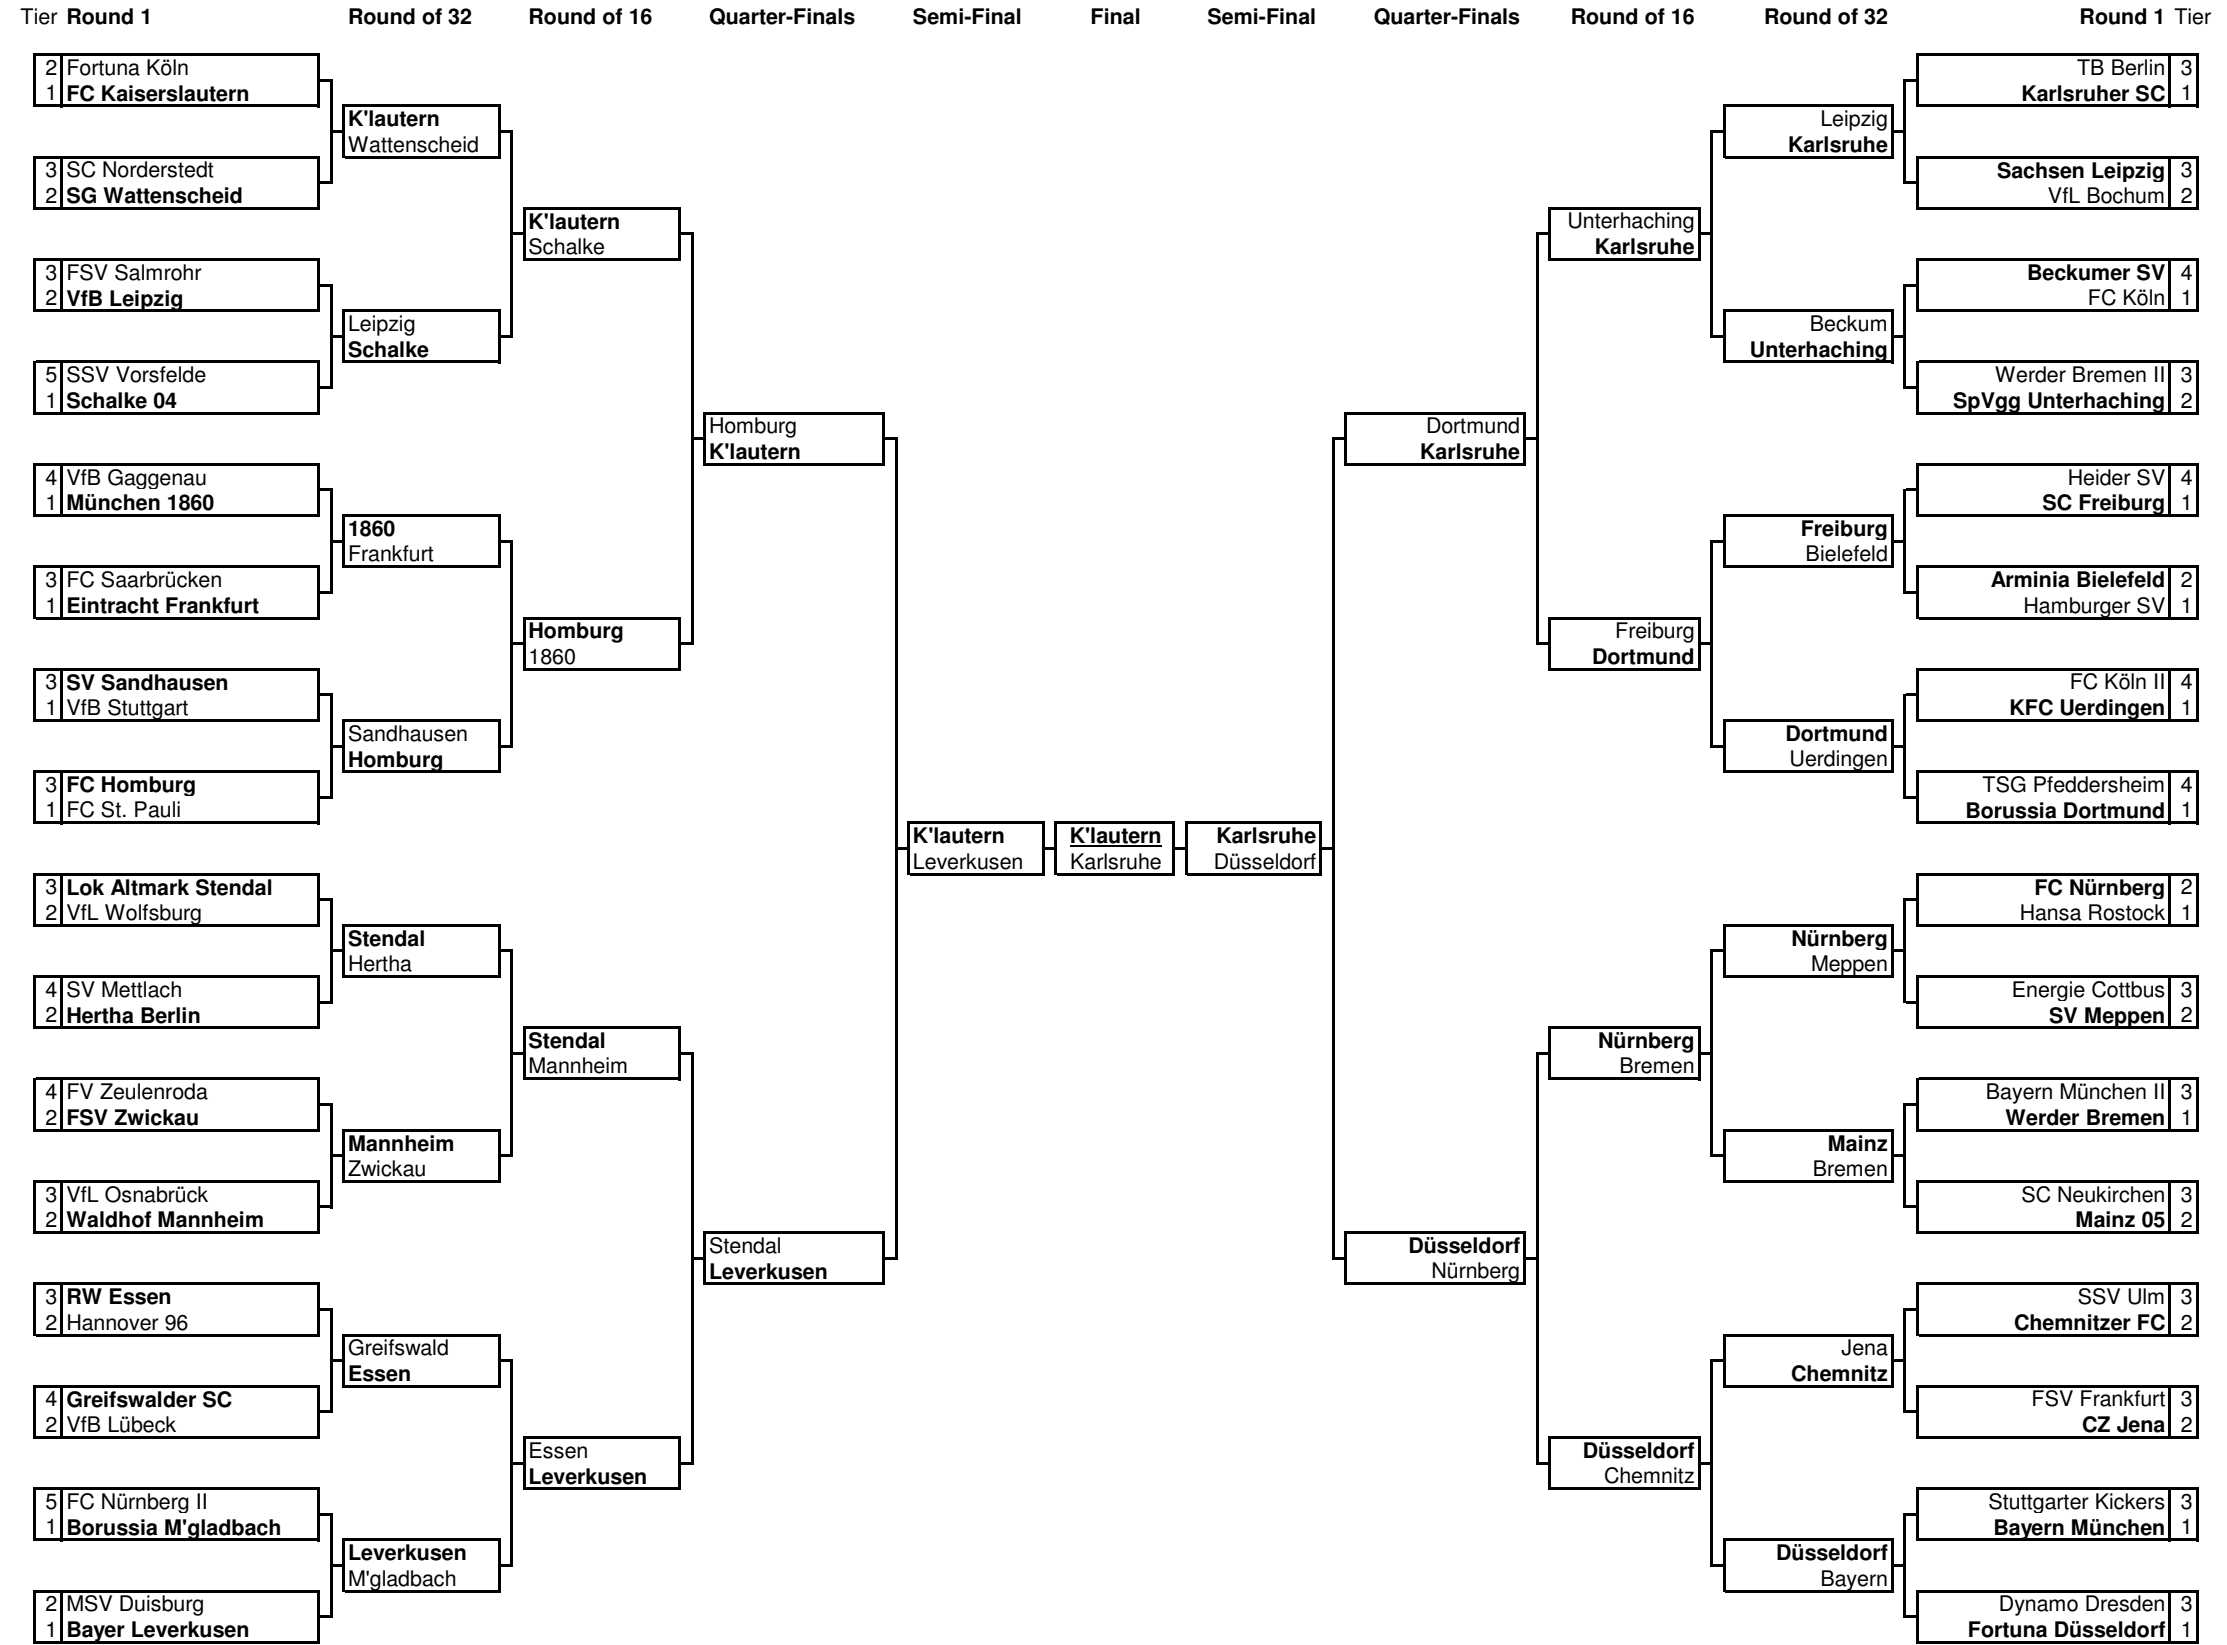 Tier Round 1 Round of 32 Round of 16 Quarter-Finals Semi-Final Final Semi-Final Quarter-Finals Round of 16 Round of 32 Round 1 Tier
2 Fortuna Köln
1 FC Kaiserslautern
3 SC Norderstedt
2 SG Wattenscheid
3 FSV Salmrohr
2 VfB Leipzig
5 SSV Vorsfelde
1 Schalke 04
4 VfB Gaggenau
1 München 1860
3 FC Saarbrücken
1 Eintracht Frankfurt
3 SV Sandhausen
1 VfB Stuttgart
3 FC Homburg
1 FC St. Pauli
3 Lok Altmark Stendal
2 VfL Wolfsburg
4 SV Mettlach
2 Hertha Berlin
4 FV Zeulenroda
2 FSV Zwickau
3 VfL Osnabrück
2 Waldhof Mannheim
3 RW Essen
2 Hannover 96
4 Greifswalder SC
2 VfB Lübeck
5 FC Nürnberg II
1 Borussia M'gladbach
2 MSV Duisburg
1 Bayer Leverkusen
K'lautern
Wattenscheid
Leipzig
Schalke
1860
Frankfurt
Sandhausen
Homburg
Stendal
Hertha
Mannheim
Zwickau
Greifswald
Essen
Leverkusen
M'gladbach
K'lautern
Schalke
Homburg
1860
Stendal
Mannheim
Essen
Leverkusen
Homburg
K'lautern
Stendal
Leverkusen
K'lautern
Leverkusen
K'lautern
Karlsruhe
Karlsruhe
Düsseldorf
Dortmund
Karlsruhe
Düsseldorf
Nürnberg
Unterhaching
Karlsruhe
Freiburg
Dortmund
Nürnberg
Bremen
Düsseldorf
Chemnitz
Leipzig
Karlsruhe
Beckum
Unterhaching
Freiburg
Bielefeld
Dortmund
Uerdingen
Nürnberg
Meppen
Mainz
Bremen
Jena
Chemnitz
Düsseldorf
Bayern
TB Berlin 3
Karlsruher SC 1
Sachsen Leipzig 3
VfL Bochum 2
Beckumer SV 4
FC Köln 1
Werder Bremen II 3
SpVgg Unterhaching 2
Heider SV 4
SC Freiburg 1
Arminia Bielefeld 2
Hamburger SV 1
FC Köln II 4
KFC Uerdingen 1
TSG Pfeddersheim 4
Borussia Dortmund 1
FC Nürnberg 2
Hansa Rostock 1
Energie Cottbus 3
SV Meppen 2
Bayern München II 3
Werder Bremen 1
SC Neukirchen 3
Mainz 05 2
SSV Ulm 3
Chemnitzer FC 2
FSV Frankfurt 3
CZ Jena 2
Stuttgarter Kickers 3
Bayern München 1
Dynamo Dresden 3
Fortuna Düsseldorf 1